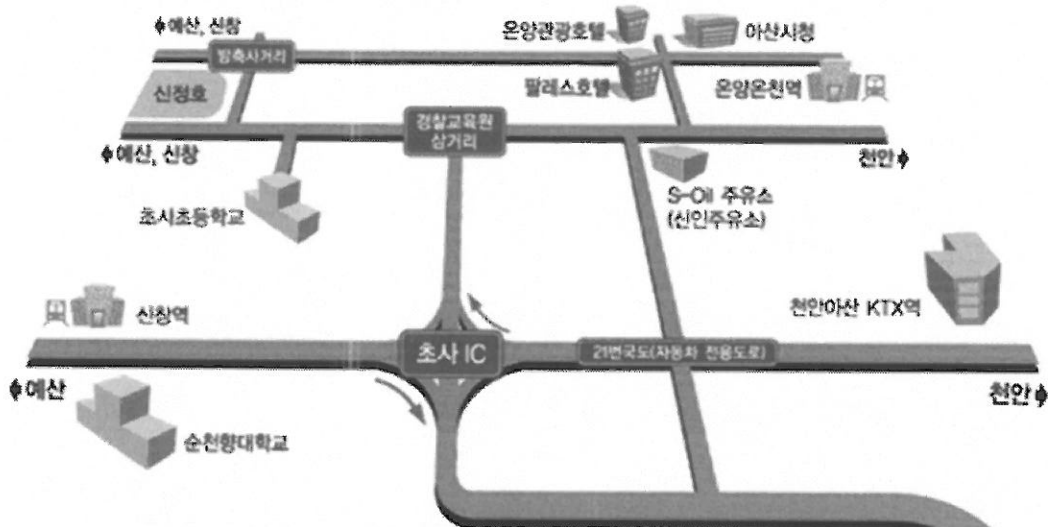 예산, 신창
온양관광호텔
아산시청
방축사거리
신정호
팔레스호텔
온양온천역
경찰교육원
삼거리
예산, 신창
천안
초사초등학교
S-Oil 주유소
(신인주유소)
신창역
천안아산 KTX역
초사 IC
21번국도(자동차 전용도로)
예산
천안
순천향대학교